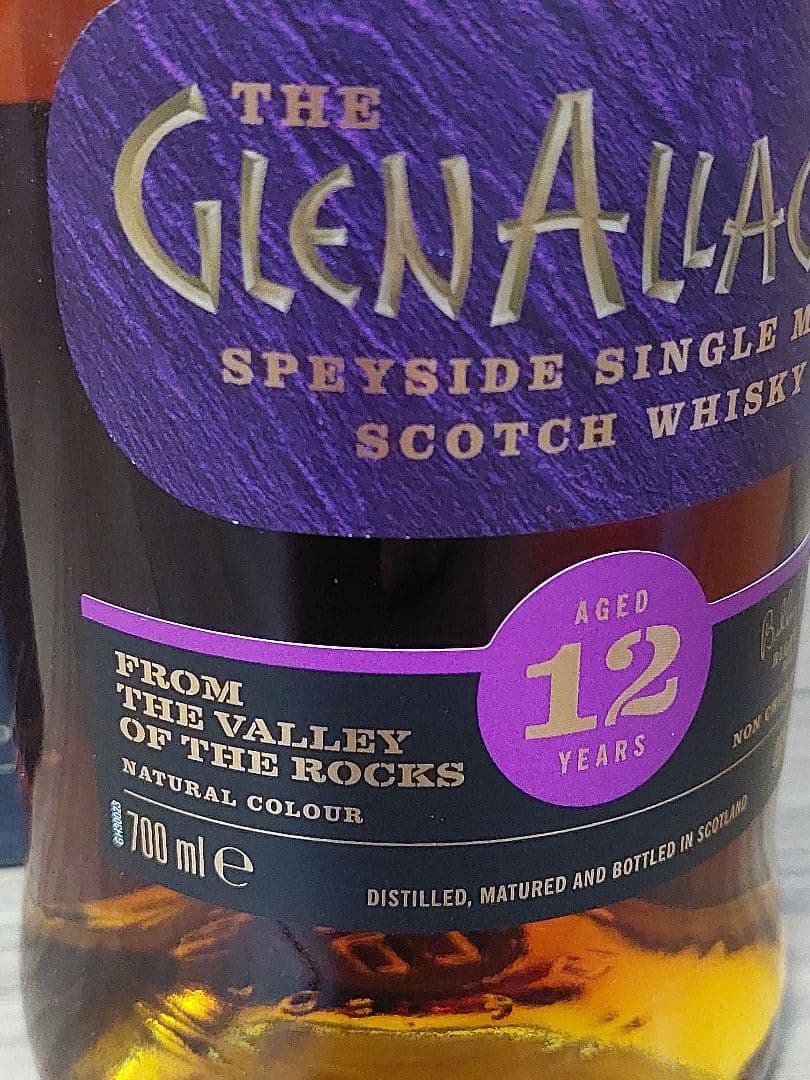 THE
GLENALLAC
SPEYSIDE SINGLE M
SCOTCH WHISKY
AGED
12
YEARS
FROM
THE VALLEY
OF THE ROCKS
NATURAL COLOUR
NON
700 ml e
DISTILLED, MATURED AND BOTTLED IN SCOTLAND